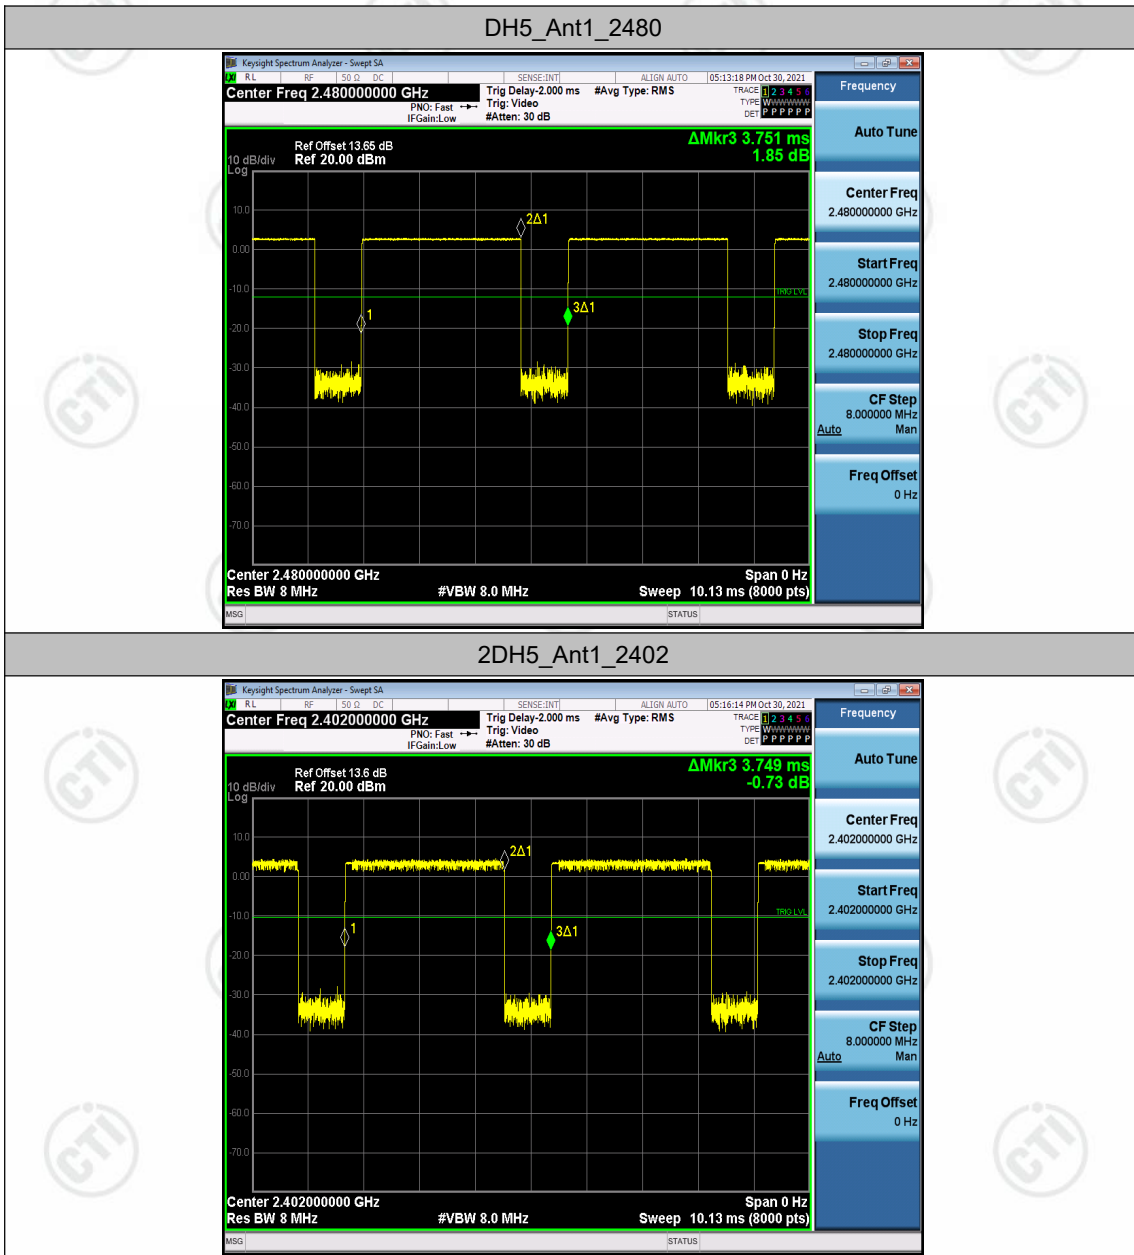 DH5_Ant1_2480
Keysight Spectrum Analyzer - Swept SA
LXI RL RF 50 Ω DC SENSE:INT ALIGN AUTO 05:13:18 PM Oct 30, 2021
Center Freq 2.480000000 GHz
PNO: Fast
IFGain:Low
Trig Delay-2.000 ms
Trig: Video
#Atten: 30 dB
#Avg Type: RMS
TRACE 1 2 3 4 5 6
TYPE WWWWWW
DET P P P P P P
Frequency
ΔMkr3 3.751 ms
1.85 dB
Ref Offset 13.65 dB
10 dB/div Ref 20.00 dBm
Log
10.0
0.00
-10.0
-20.0
-30.0
-40.0
-50.0
-60.0
-70.0
2Δ1
TRIG LVL
1
3Δ1
Center 2.480000000 GHz Span 0 Hz
Res BW 8 MHz #VBW 8.0 MHz Sweep 10.13 ms (8000 pts)
MSG STATUS
Auto Tune
Center Freq
2.480000000 GHz
Start Freq
2.480000000 GHz
Stop Freq
2.480000000 GHz
CF Step
8.000000 MHz
Auto Man
Freq Offset
0 Hz
2DH5_Ant1_2402
Keysight Spectrum Analyzer - Swept SA
LXI RL RF 50 Ω DC SENSE:INT ALIGN AUTO 05:16:14 PM Oct 30, 2021
Center Freq 2.402000000 GHz
PNO: Fast
IFGain:Low
Trig Delay-2.000 ms
Trig: Video
#Atten: 30 dB
#Avg Type: RMS
TRACE 1 2 3 4 5 6
TYPE WWWWWW
DET P P P P P P
Frequency
ΔMkr3 3.749 ms
-0.73 dB
Ref Offset 13.6 dB
10 dB/div Ref 20.00 dBm
Log
10.0
0.00
-10.0
-20.0
-30.0
-40.0
-50.0
-60.0
-70.0
2Δ1
TRIG LVL
1
3Δ1
Center 2.402000000 GHz Span 0 Hz
Res BW 8 MHz #VBW 8.0 MHz Sweep 10.13 ms (8000 pts)
MSG STATUS
Auto Tune
Center Freq
2.402000000 GHz
Start Freq
2.402000000 GHz
Stop Freq
2.402000000 GHz
CF Step
8.000000 MHz
Auto Man
Freq Offset
0 Hz
CTI
CTI
CTI
CTI
CTI
CTI